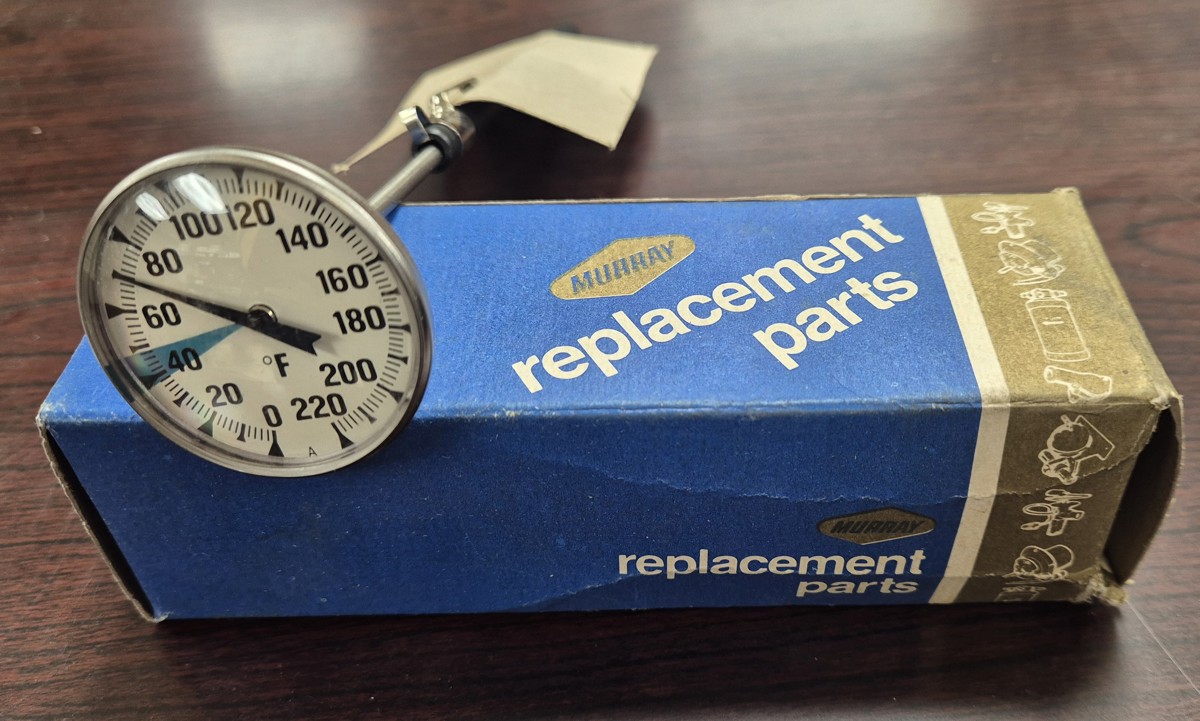 100 120
80
140
60
160
40
180
20
200
0
220
°F
A
MURRAY
replacement
parts
MURRAY
replacement
parts